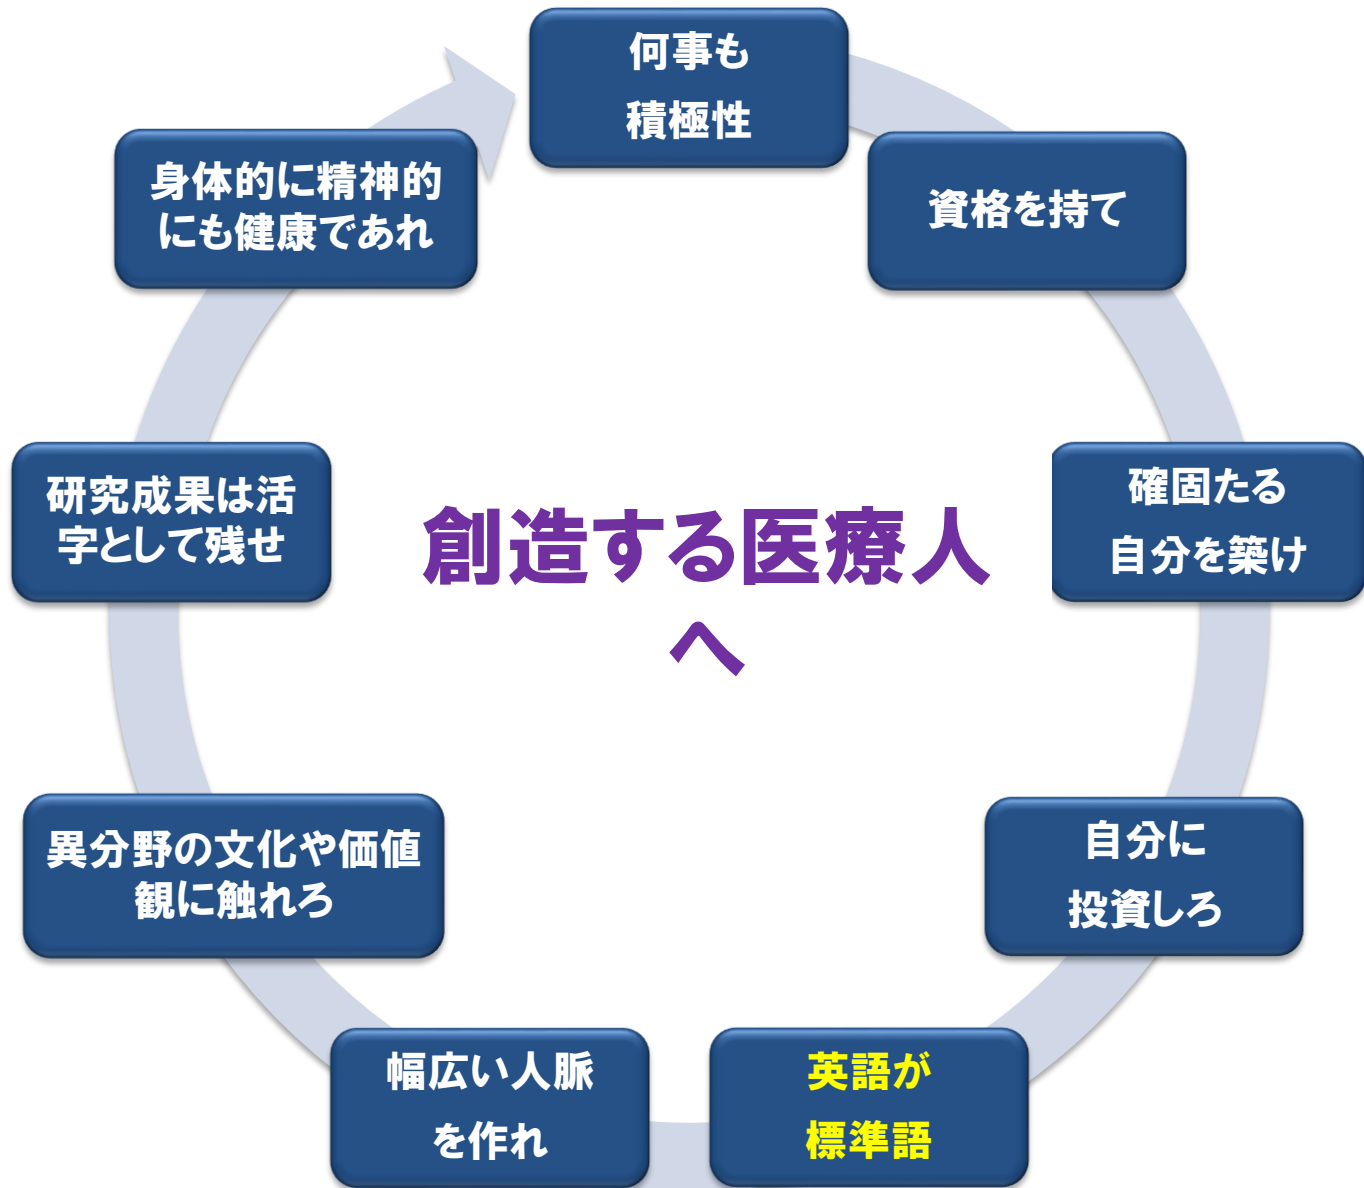 何事も
積極性
資格を持て
確固たる
自分を築け
自分に
投資しろ
英語が
標準語
幅広い人脈
を作れ
異分野の文化や価値
観に触れろ
研究成果は活
字として残せ
身体的に精神的
にも健康であれ
創造する医療人
へ